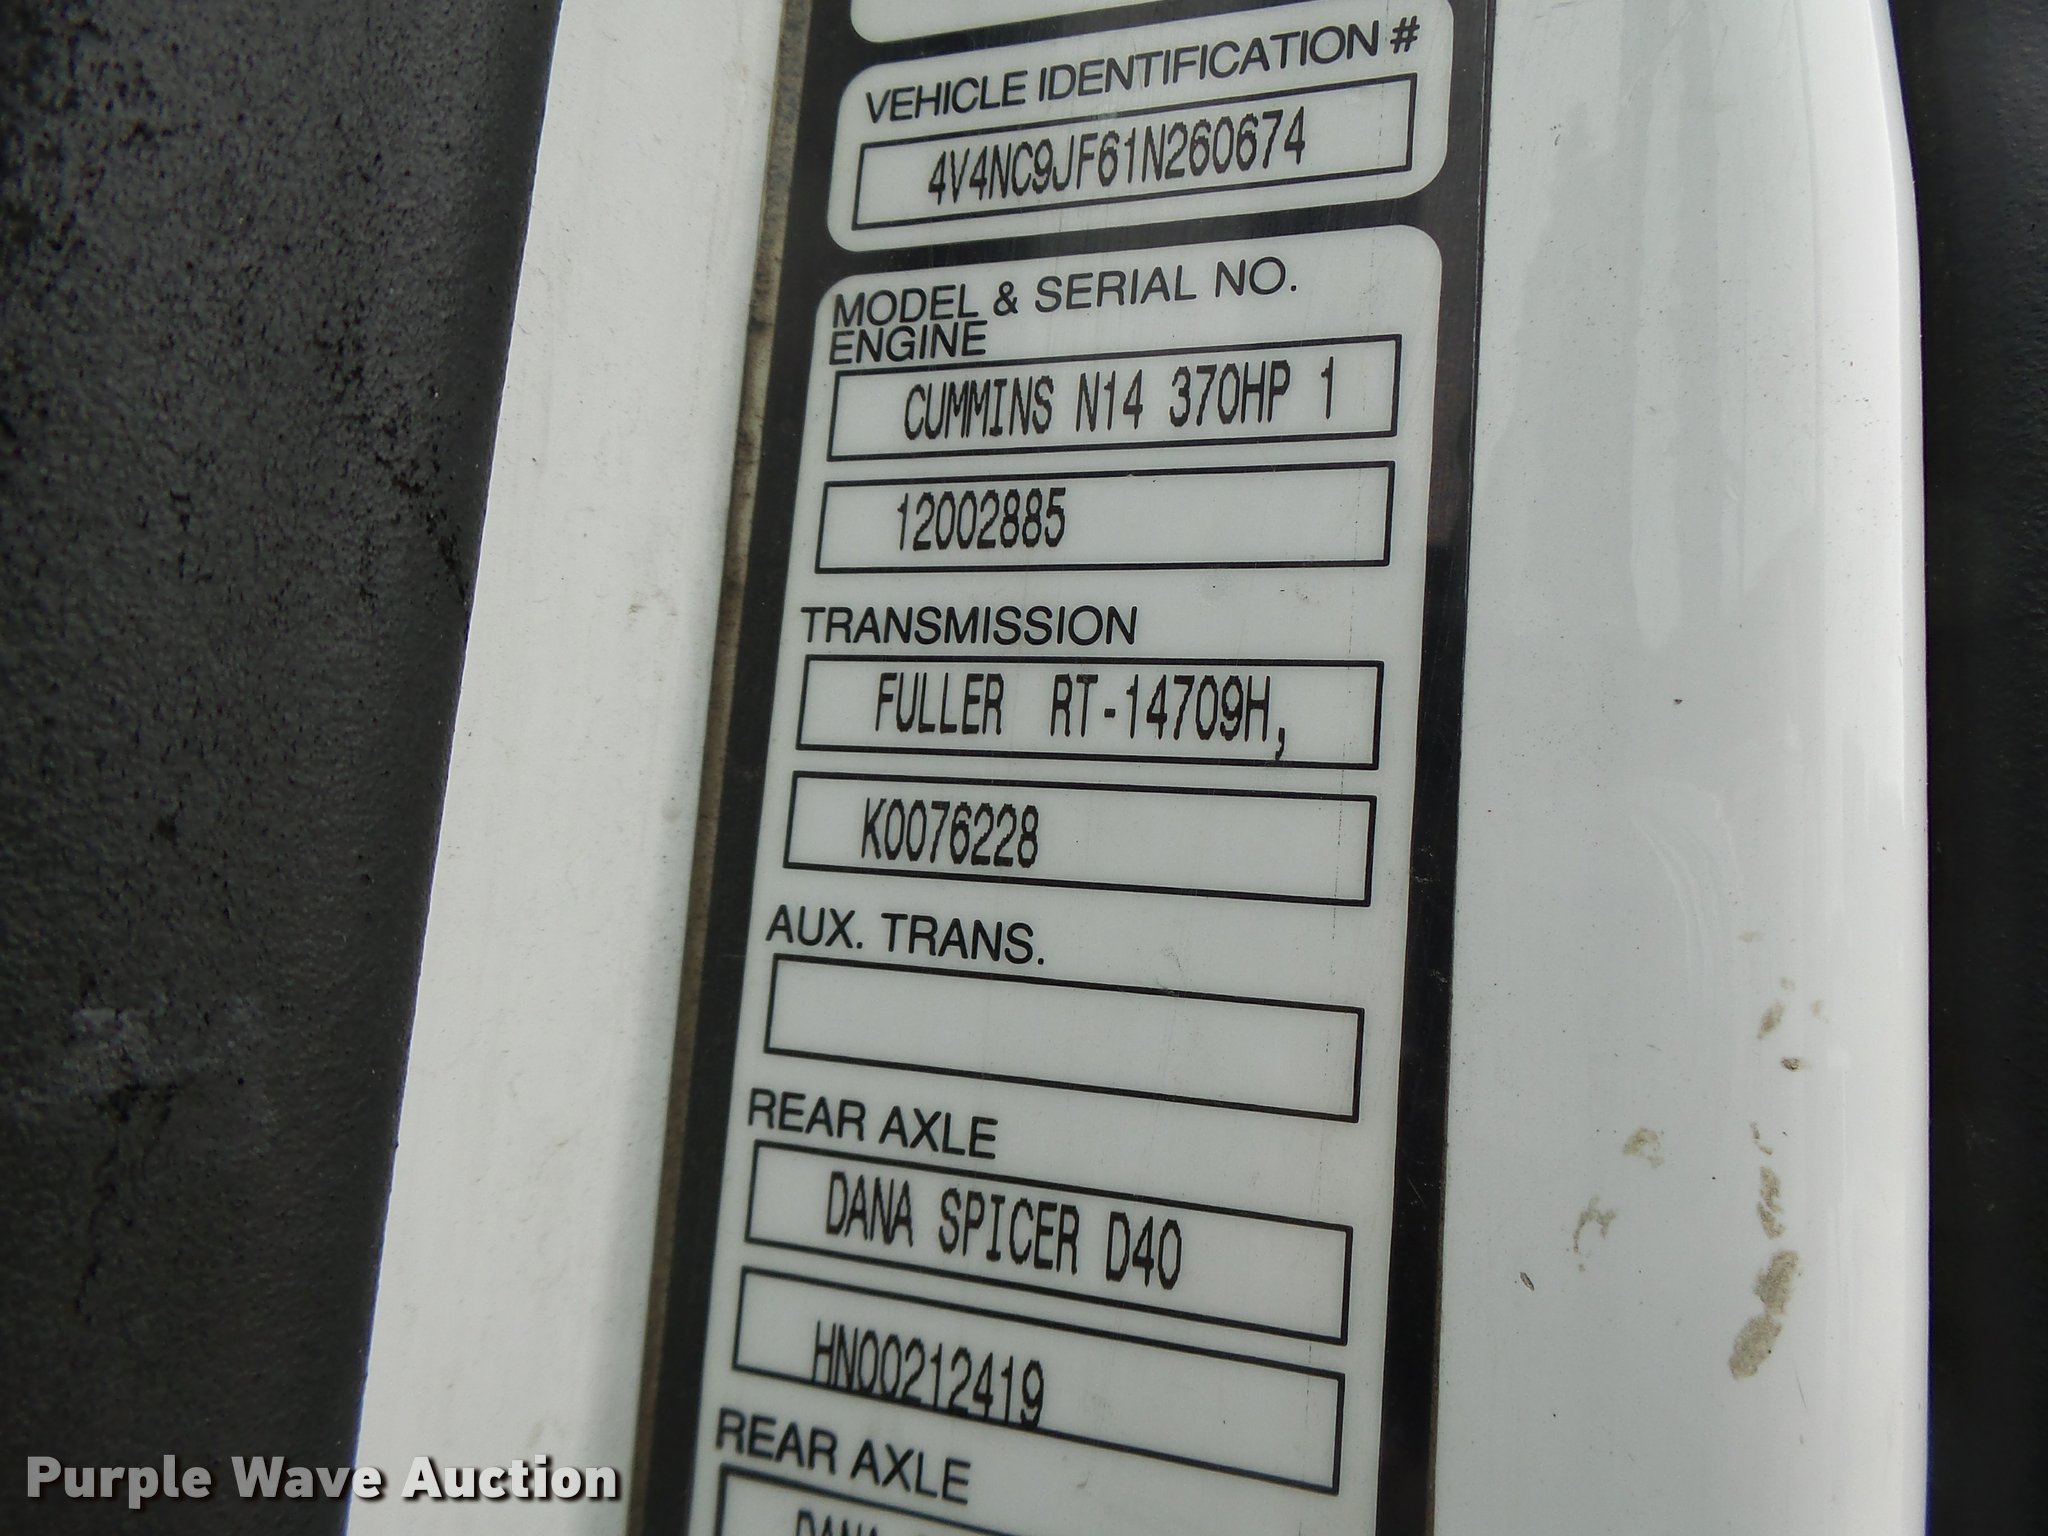 VEHICLE IDENTIFICATION #
4V4NC9JF61N260674
MODEL & SERIAL NO.
ENGINE
CUMMINS N14 370HP 1
12002885
TRANSMISSION
FULLER RT-14709H,
K0076228
AUX. TRANS.
REAR AXLE
DANA SPICER D40
HN00212419
REAR AXLE
DANA
Purple Wave Auction